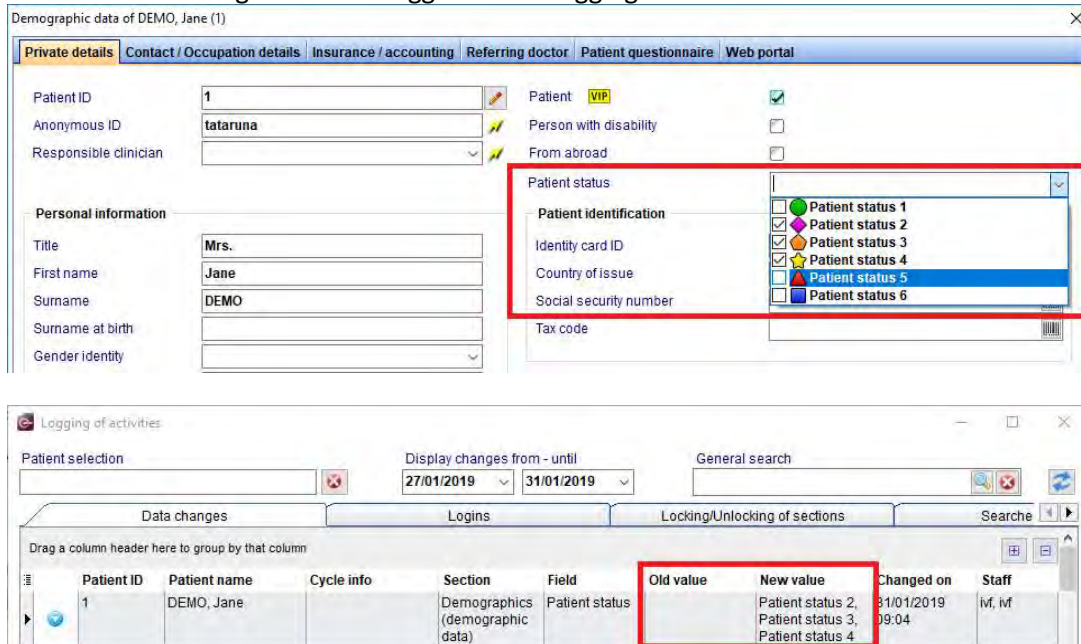 Demographic data of DEMO, Jane (1)
Private details Contact / Occupation details Insurance / accounting Referring doctor Patient questionnaire Web portal
Patient ID 1 Patient VIP
Anonymous ID tataruna Person with disability
Responsible clinician From abroad
Patient status
Patient status 1
Personal information Patient identification Patient status 2
Title Mrs. Identity card ID Patient status 3
Patient status 4
First name Jane Country of issue Patient status 5
Surname DEMO Social security number Patient status 6
Surname at birth Tax code
Gender identity
Logging of activities
Patient selection Display changes from - until General search
27/01/2019 31/01/2019
Data changes Logins Locking/Unlocking of sections Searche
Drag a column header here to group by that column
Patient ID Patient name Cycle info Section Field Old value New value Changed on Staff
1 DEMO, Jane Demographics Patient status Patient status 2, 31/01/2019 ivf, ivf
(demographic Patient status 3, 09:04
data) Patient status 4